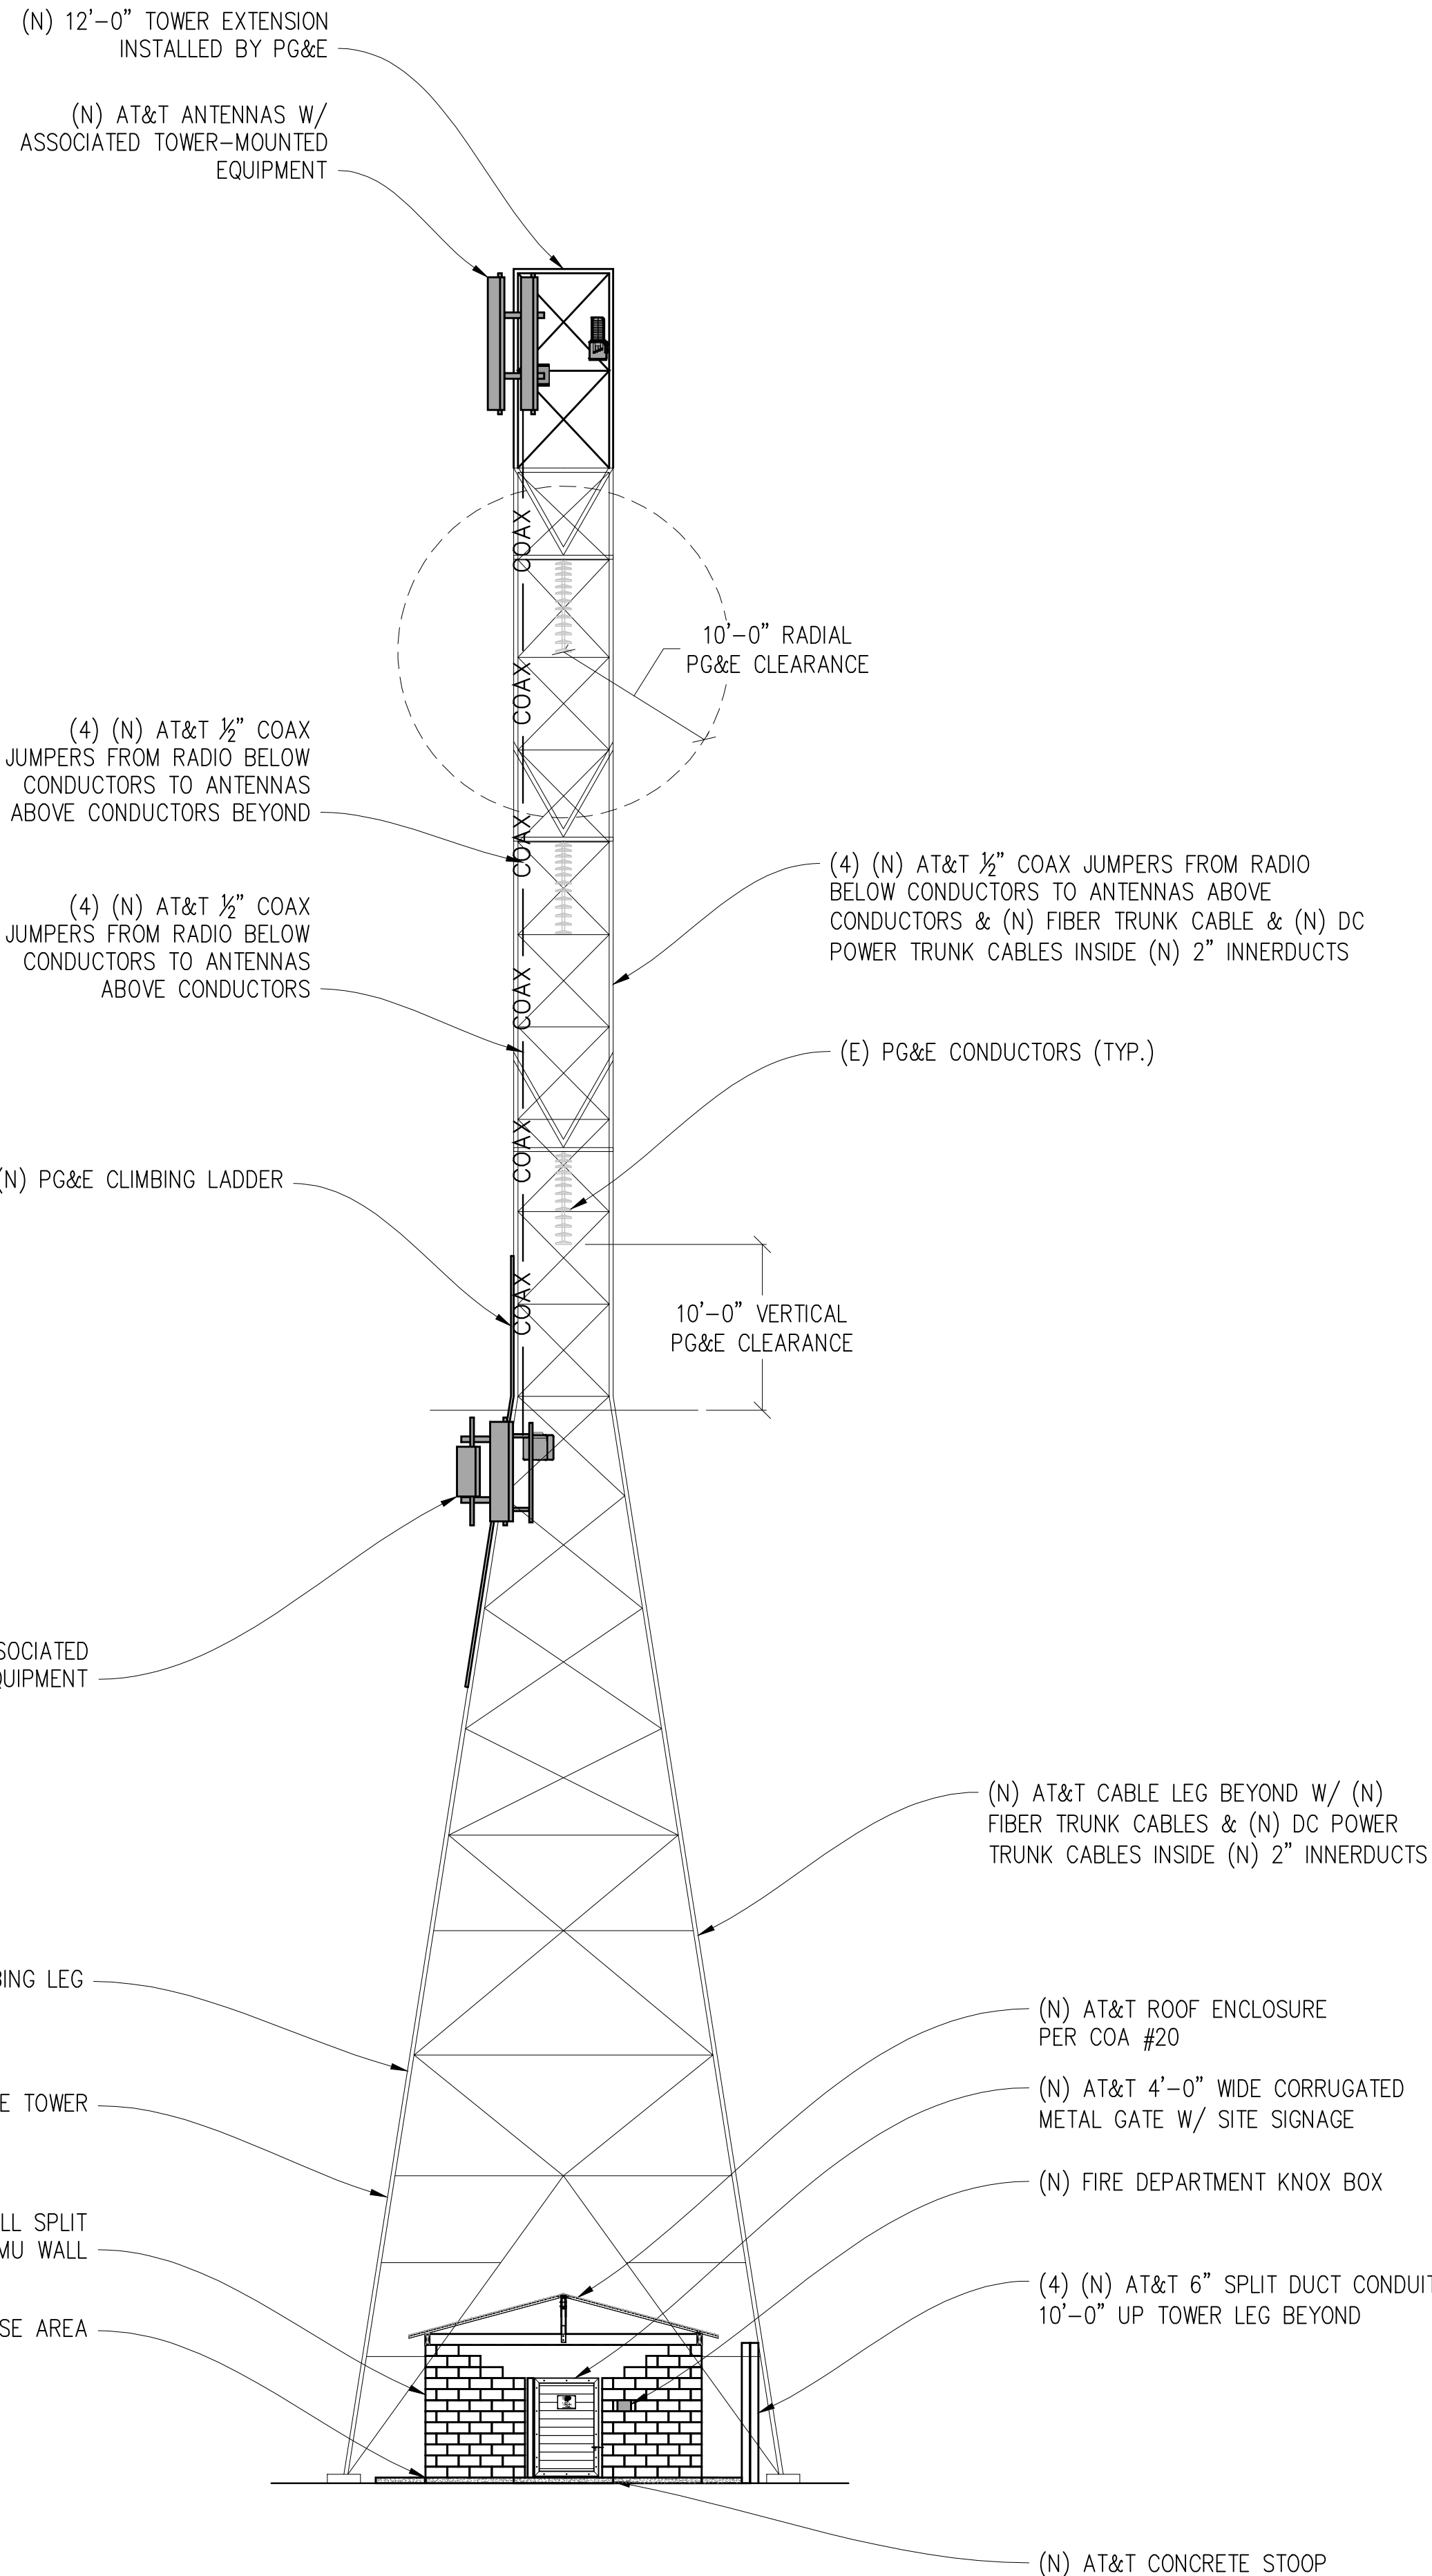 (N) 12'-0" TOWER EXTENSION
INSTALLED BY PG&E
(N) AT&T ANTENNAS W/
ASSOCIATED TOWER-MOUNTED
EQUIPMENT
COAX
10'-0" RADIAL
PG&E CLEARANCE
COAX
(4) (N) AT&T ½" COAX
JUMPERS FROM RADIO BELOW
CONDUCTORS TO ANTENNAS
ABOVE CONDUCTORS BEYOND
COAX
(4) (N) AT&T ½" COAX JUMPERS FROM RADIO
BELOW CONDUCTORS TO ANTENNAS ABOVE
CONDUCTORS & (N) FIBER TRUNK CABLE & (N) DC
POWER TRUNK CABLES INSIDE (N) 2" INNERDUCTS
(4) (N) AT&T ½" COAX
JUMPERS FROM RADIO BELOW
CONDUCTORS TO ANTENNAS
ABOVE CONDUCTORS
COAX
(E) PG&E CONDUCTORS (TYP.)
COAX
(N) PG&E CLIMBING LADDER
COAX
10'-0" VERTICAL
PG&E CLEARANCE
SOCIATED
QUIPMENT
(N) AT&T CABLE LEG BEYOND W/ (N)
FIBER TRUNK CABLES & (N) DC POWER
TRUNK CABLES INSIDE (N) 2" INNERDUCTS
BING LEG
(N) AT&T ROOF ENCLOSURE
PER COA #20
E TOWER
(N) AT&T 4'-0" WIDE CORRUGATED
METAL GATE W/ SITE SIGNAGE
(N) FIRE DEPARTMENT KNOX BOX
LL SPLIT
MU WALL
(4) (N) AT&T 6" SPLIT DUCT CONDUIT
10'-0" UP TOWER LEG BEYOND
SE AREA
(N) AT&T CONCRETE STOOP